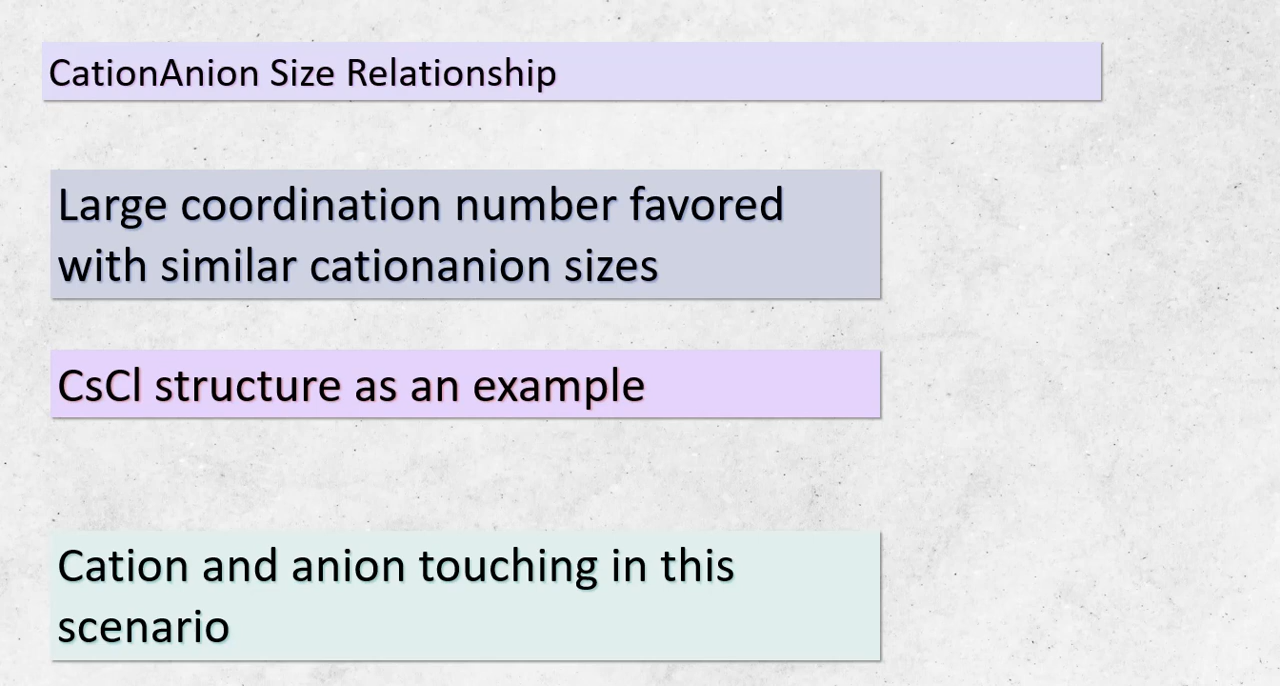 CationAnion Size Relationship
Large coordination number favored
with similar cationanion sizes
CsCl structure as an example
Cation and anion touching in this
scenario